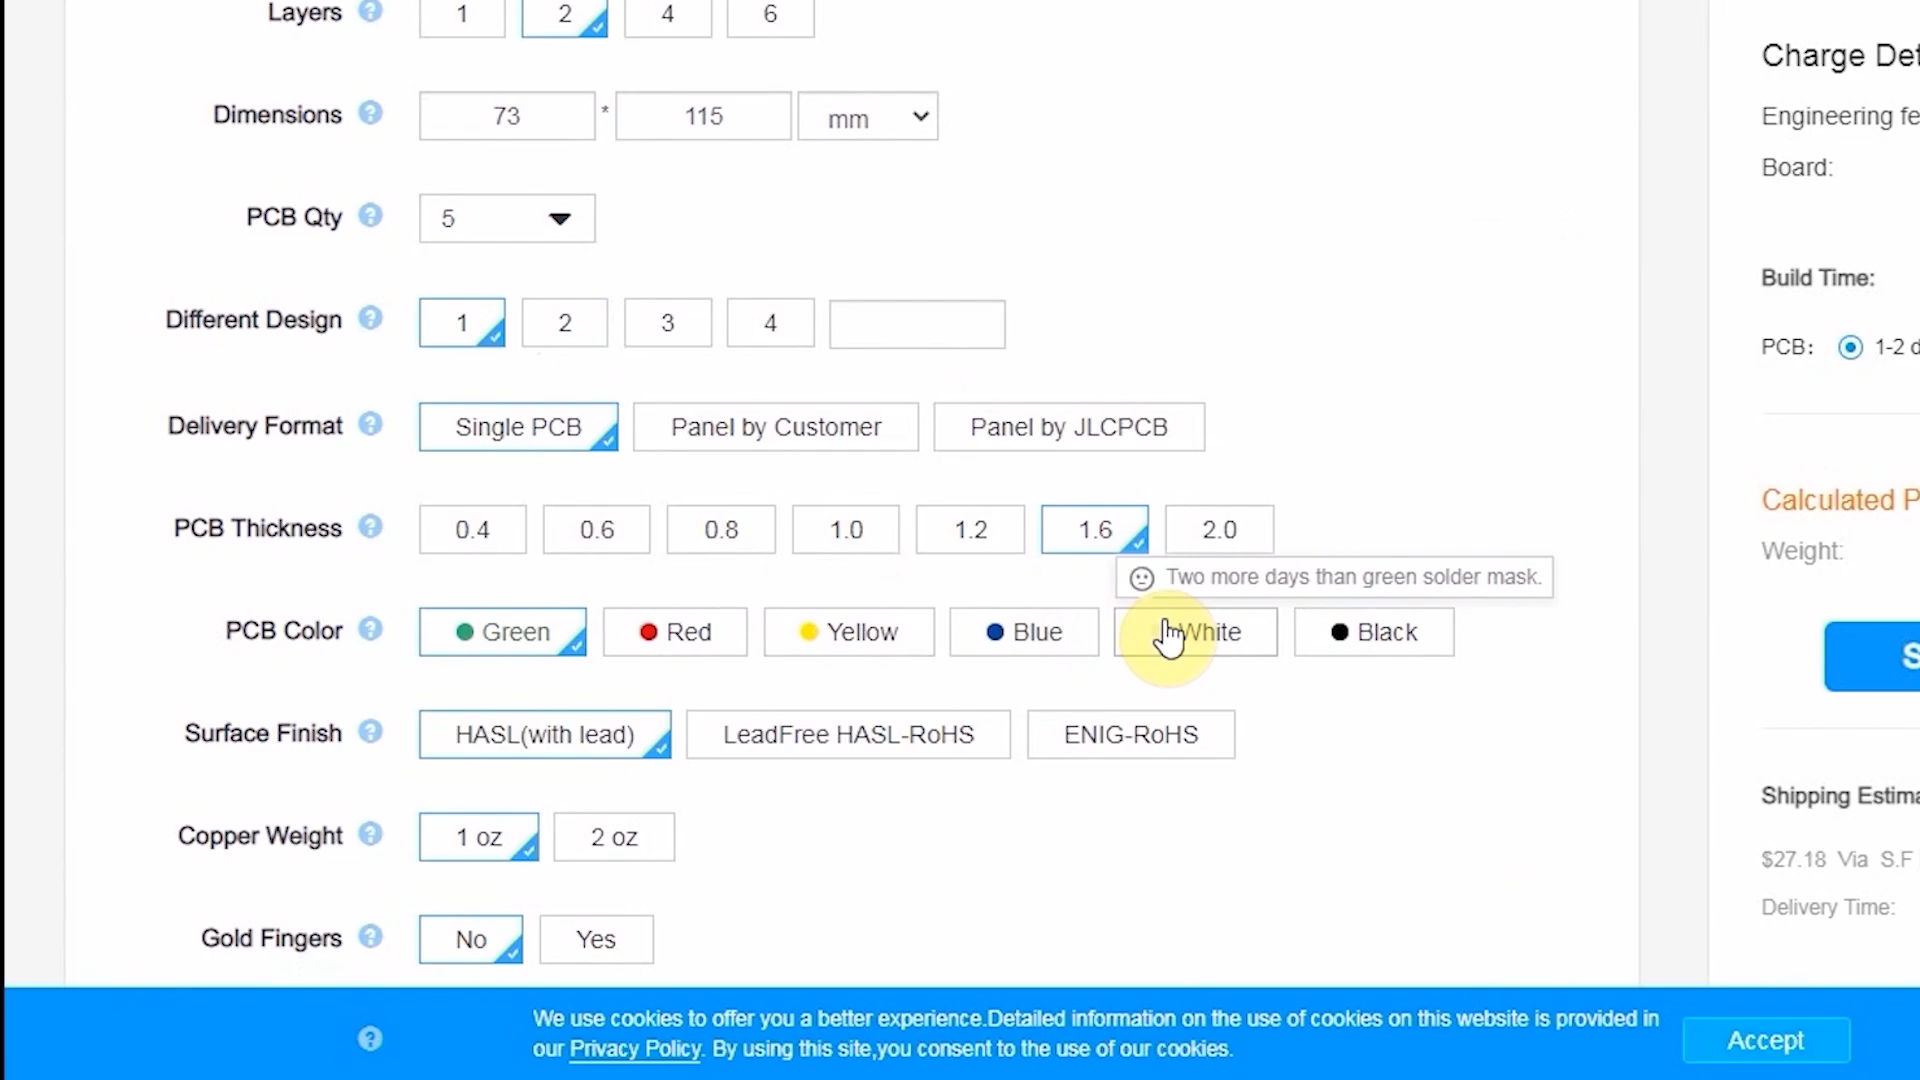 Layers ? 1 2 4 6
Dimensions ? 73 * 115 mm
PCB Qty ? 5
Different Design ? 1 2 3 4
Delivery Format ? Single PCB Panel by Customer Panel by JLCPCB
PCB Thickness ? 0.4 0.6 0.8 1.0 1.2 1.6 2.0
Two more days than green solder mask.
PCB Color ? Green Red Yellow Blue White Black
Surface Finish ? HASL(with lead) LeadFree HASL-RoHS ENIG-RoHS
Copper Weight ? 1 oz 2 oz
Gold Fingers ? No Yes
Charge Det
Engineering fe
Board:
Build Time:
PCB: 1-2 d
Calculated P
Weight:
S
Shipping Estima
$27.18 Via S.F
Delivery Time:
? We use cookies to offer you a better experience.Detailed information on the use of cookies on this website is provided in
our Privacy Policy. By using this site,you consent to the use of our cookies.
Accept